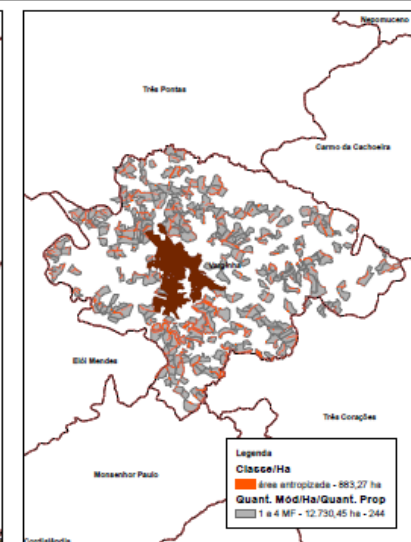 Nepomuceno
Três Pontas
Carmo da Cachoeira
Varginha
Elói Mendes
Três Corações
Monsenhor Paulo
Cordislândia
Legenda
Classe/Ha
área antropizada - 883,27 ha
Quant. Mód/Ha/Quant. Prop
1 a 4 MF - 12.730,45 ha - 244